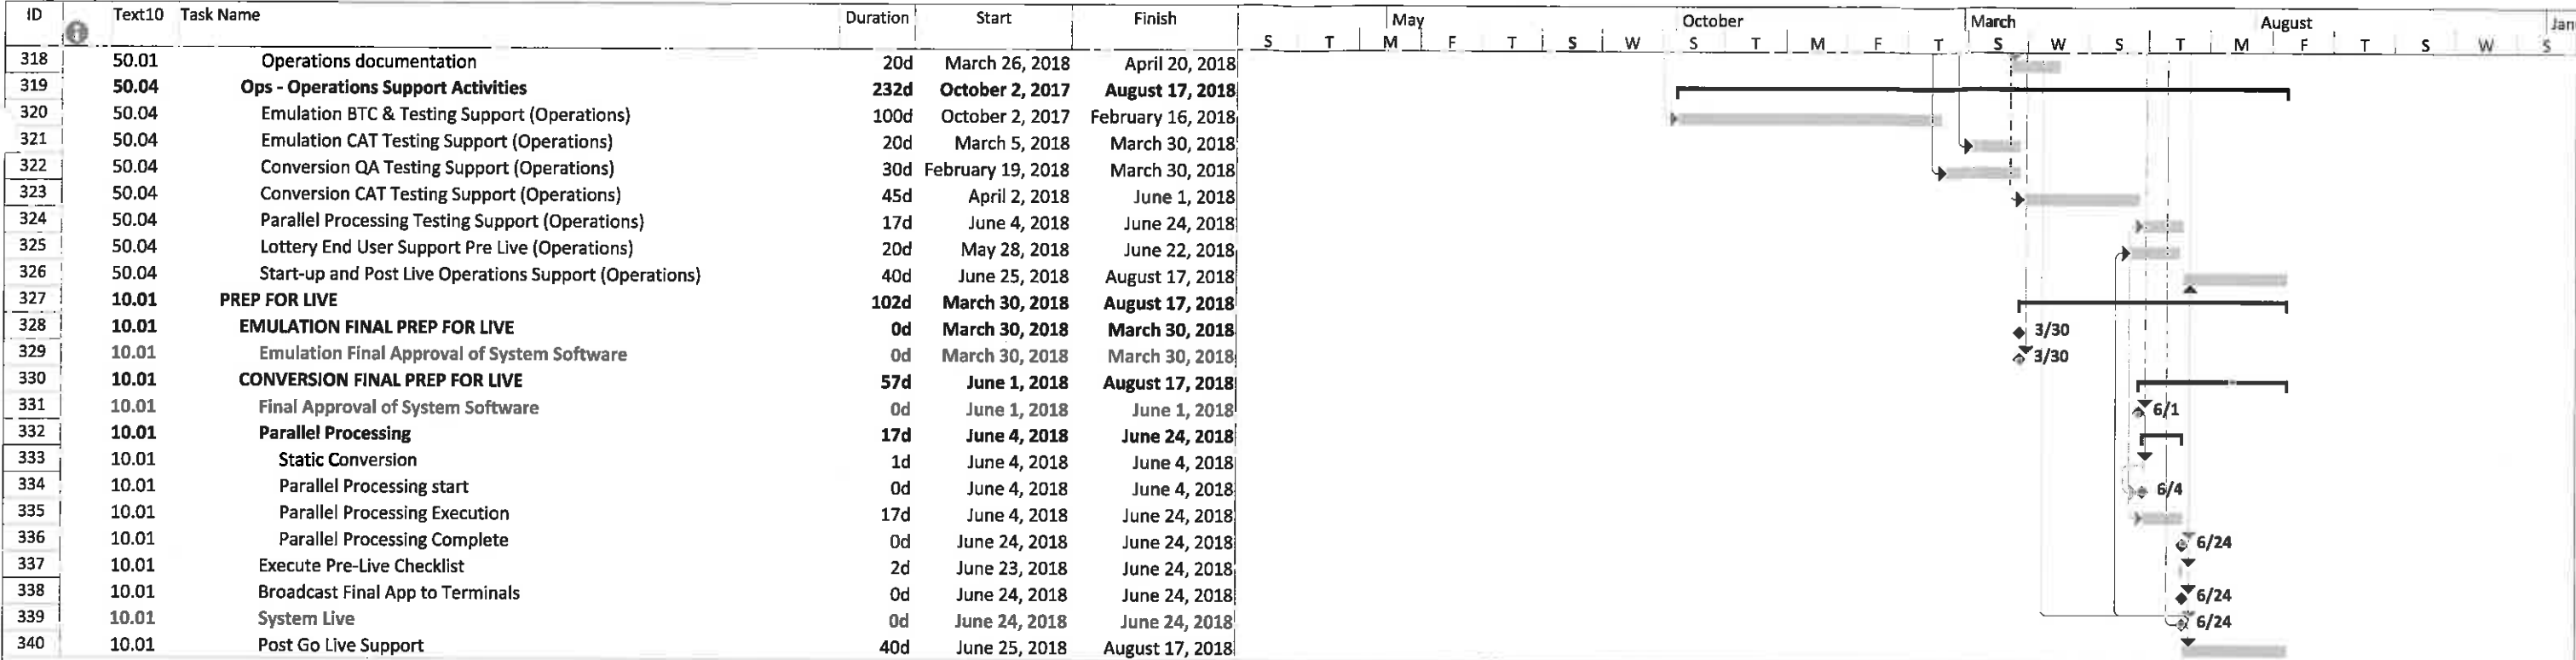 ID Text10 Task Name Duration Start Finish May October March August Jan
S T M F T S W S T M F T S W S T M F T S W S
318 50.01 Operations documentation 20d March 26, 2018 April 20, 2018
319 50.04 Ops - Operations Support Activities 232d October 2, 2017 August 17, 2018
320 50.04 Emulation BTC & Testing Support (Operations) 100d October 2, 2017 February 16, 2018
321 50.04 Emulation CAT Testing Support (Operations) 20d March 5, 2018 March 30, 2018
322 50.04 Conversion QA Testing Support (Operations) 30d February 19, 2018 March 30, 2018
323 50.04 Conversion CAT Testing Support (Operations) 45d April 2, 2018 June 1, 2018
324 50.04 Parallel Processing Testing Support (Operations) 17d June 4, 2018 June 24, 2018
325 50.04 Lottery End User Support Pre Live (Operations) 20d May 28, 2018 June 22, 2018
326 50.04 Start-up and Post Live Operations Support (Operations) 40d June 25, 2018 August 17, 2018
327 10.01 PREP FOR LIVE 102d March 30, 2018 August 17, 2018
328 10.01 EMULATION FINAL PREP FOR LIVE 0d March 30, 2018 March 30, 2018 3/30
329 10.01 Emulation Final Approval of System Software 0d March 30, 2018 March 30, 2018 3/30
330 10.01 CONVERSION FINAL PREP FOR LIVE 57d June 1, 2018 August 17, 2018
331 10.01 Final Approval of System Software 0d June 1, 2018 June 1, 2018 6/1
332 10.01 Parallel Processing 17d June 4, 2018 June 24, 2018
333 10.01 Static Conversion 1d June 4, 2018 June 4, 2018
334 10.01 Parallel Processing start 0d June 4, 2018 June 4, 2018 6/4
335 10.01 Parallel Processing Execution 17d June 4, 2018 June 24, 2018
336 10.01 Parallel Processing Complete 0d June 24, 2018 June 24, 2018 6/24
337 10.01 Execute Pre-Live Checklist 2d June 23, 2018 June 24, 2018
338 10.01 Broadcast Final App to Terminals 0d June 24, 2018 June 24, 2018 6/24
339 10.01 System Live 0d June 24, 2018 June 24, 2018 6/24
340 10.01 Post Go Live Support 40d June 25, 2018 August 17, 2018